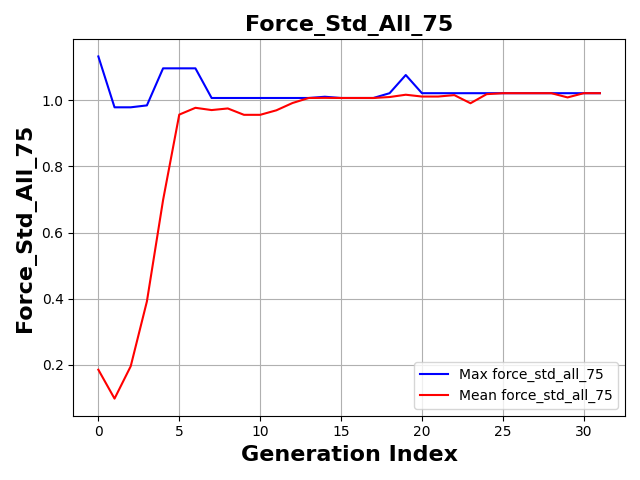 Force_Std_All_75
Force_Std_All_75
1.0
0.8
0.6
0.4
0.2
Max force_std_all_75
Mean force_std_all_75
0 5 10 15 20 25 30
Generation Index